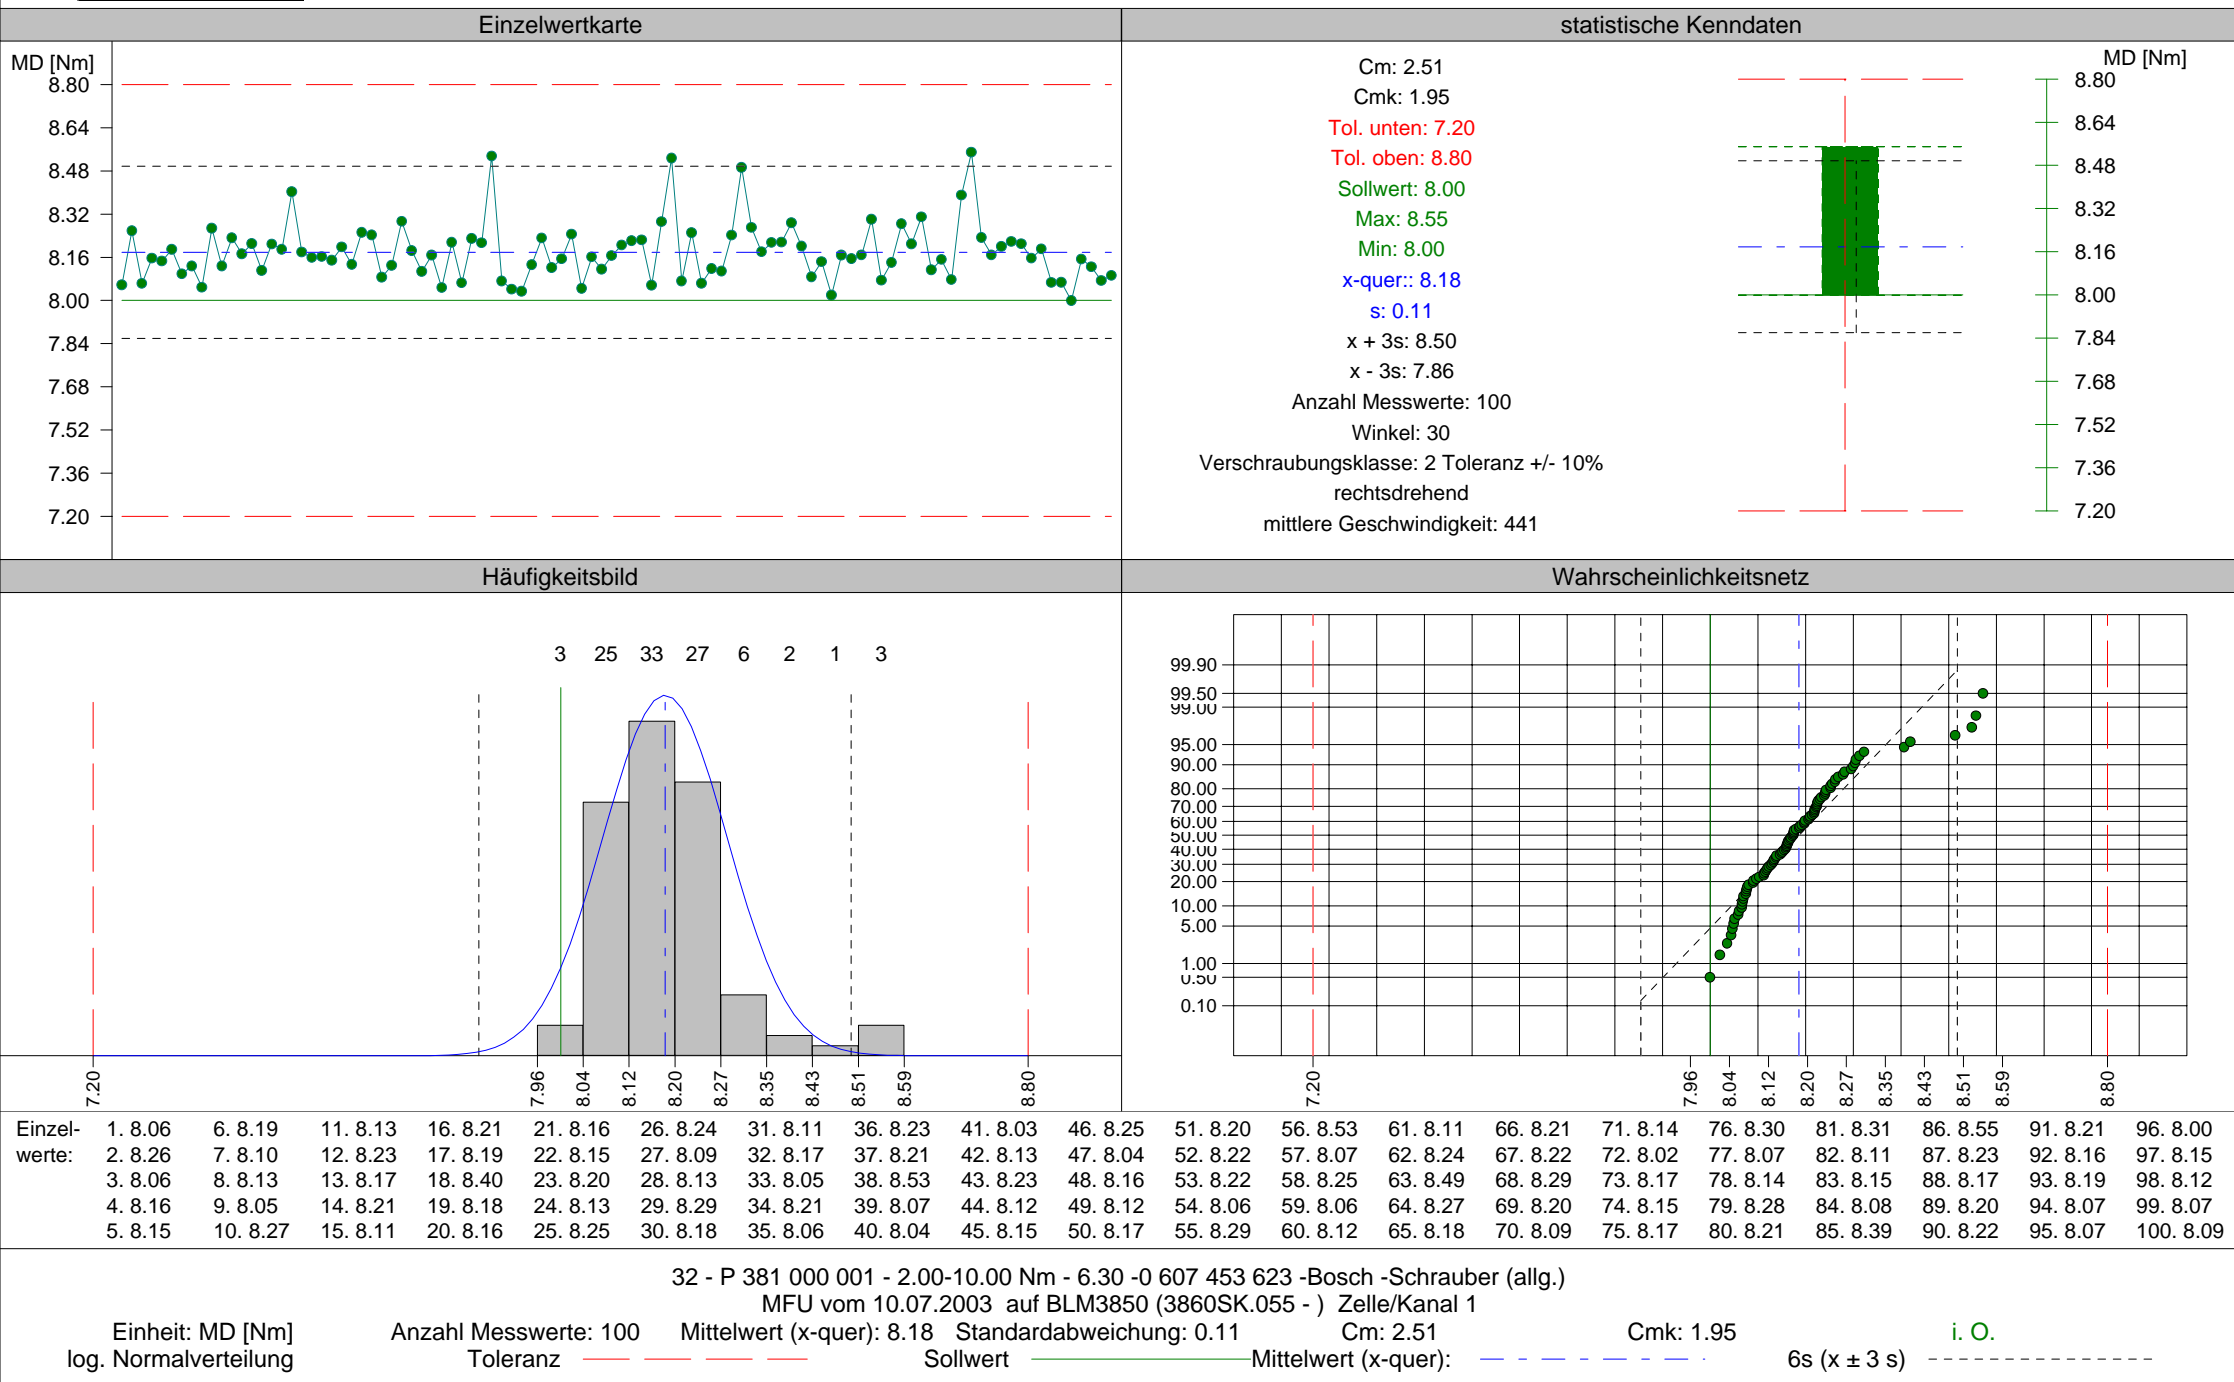 Einzelwertkarte
statistische Kenndaten
MD [Nm]
8.80
8.64
8.48
8.32
8.16
8.00
7.84
7.68
7.52
7.36
7.20
Cm: 2.51
Cmk: 1.95
Tol. unten: 7.20
Tol. oben: 8.80
Sollwert: 8.00
Max: 8.55
Min: 8.00
x-quer:: 8.18
s: 0.11
x + 3s: 8.50
x - 3s: 7.86
Anzahl Messwerte: 100
Winkel: 30
Verschraubungsklasse: 2 Toleranz +/- 10%
rechtsdrehend
mittlere Geschwindigkeit: 441
MD [Nm]
8.80
8.64
8.48
8.32
8.16
8.00
7.84
7.68
7.52
7.36
7.20
Häufigkeitsbild
Wahrscheinlichkeitsnetz
3 25 33 27 6 2 1 3
7.20 7.96 8.04 8.12 8.20 8.27 8.35 8.43 8.51 8.59 8.80
99.90
99.50
99.00
95.00
90.00
80.00
70.00
60.00
50.00
40.00
30.00
20.00
10.00
5.00
1.00
0.50
0.10
7.20 7.96 8.04 8.12 8.20 8.27 8.35 8.43 8.51 8.59 8.80
Einzel- 1. 8.06 6. 8.19 11. 8.13 16. 8.21 21. 8.16 26. 8.24 31. 8.11 36. 8.23 41. 8.03 46. 8.25 51. 8.20 56. 8.53 61. 8.11 66. 8.21 71. 8.14 76. 8.30 81. 8.31 86. 8.55 91. 8.21 96. 8.00
werte: 2. 8.26 7. 8.10 12. 8.23 17. 8.19 22. 8.15 27. 8.09 32. 8.17 37. 8.21 42. 8.13 47. 8.04 52. 8.22 57. 8.07 62. 8.24 67. 8.22 72. 8.02 77. 8.07 82. 8.11 87. 8.23 92. 8.16 97. 8.15
3. 8.06 8. 8.13 13. 8.17 18. 8.40 23. 8.20 28. 8.13 33. 8.05 38. 8.53 43. 8.23 48. 8.16 53. 8.22 58. 8.25 63. 8.49 68. 8.29 73. 8.17 78. 8.14 83. 8.15 88. 8.17 93. 8.19 98. 8.12
4. 8.16 9. 8.05 14. 8.21 19. 8.18 24. 8.13 29. 8.29 34. 8.21 39. 8.07 44. 8.12 49. 8.12 54. 8.06 59. 8.06 64. 8.27 69. 8.20 74. 8.15 79. 8.28 84. 8.08 89. 8.20 94. 8.07 99. 8.07
5. 8.15 10. 8.27 15. 8.11 20. 8.16 25. 8.25 30. 8.18 35. 8.06 40. 8.04 45. 8.15 50. 8.17 55. 8.29 60. 8.12 65. 8.18 70. 8.09 75. 8.17 80. 8.21 85. 8.39 90. 8.22 95. 8.07 100. 8.09
32 - P 381 000 001 - 2.00-10.00 Nm - 6.30 -0 607 453 623 -Bosch -Schrauber (allg.)
MFU vom 10.07.2003 auf BLM3850 (3860SK.055 - ) Zelle/Kanal 1
Einheit: MD [Nm] Anzahl Messwerte: 100 Mittelwert (x-quer): 8.18 Standardabweichung: 0.11 Cm: 2.51 Cmk: 1.95 i. O.
log. Normalverteilung Toleranz Sollwert Mittelwert (x-quer): 6s (x ± 3 s)